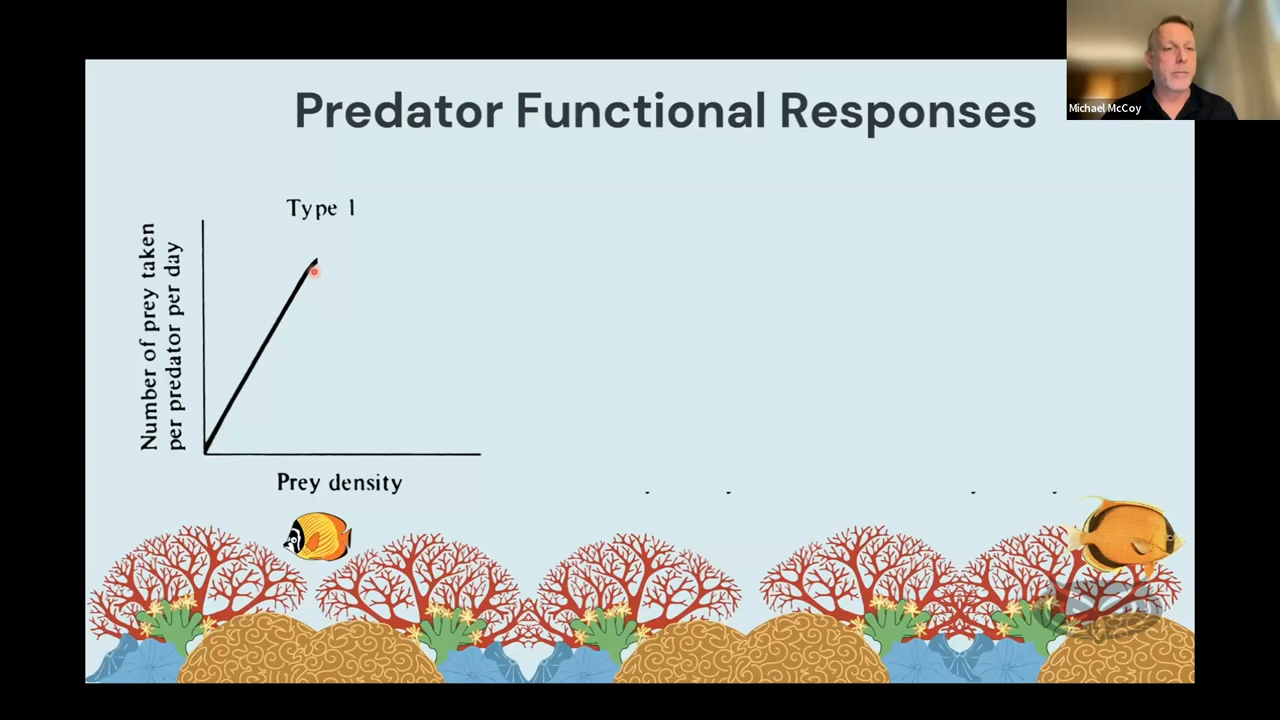 Michael McCoy
Predator Functional Responses
Type 1
Number of prey taken
per predator per day
Prey density